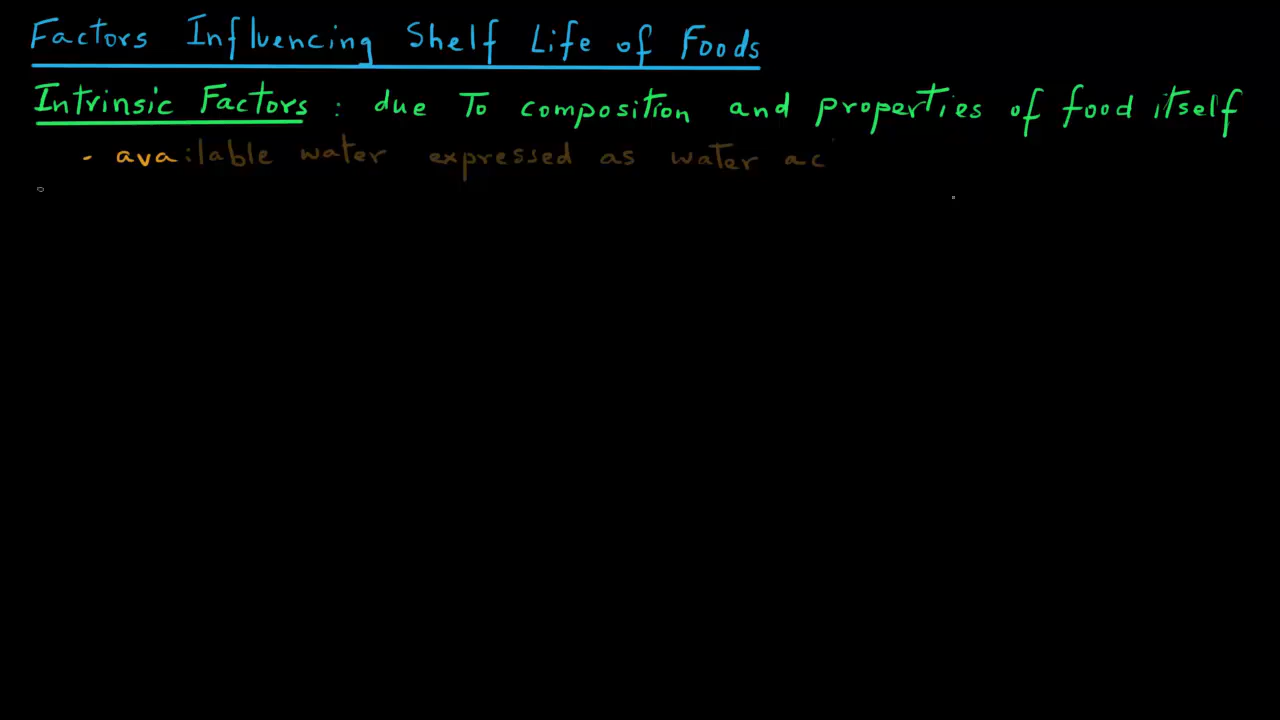 Factors Influencing Shelf Life of Foods
Intrinsic Factors : due To composition and properties of food itself
- available water expressed as water ac